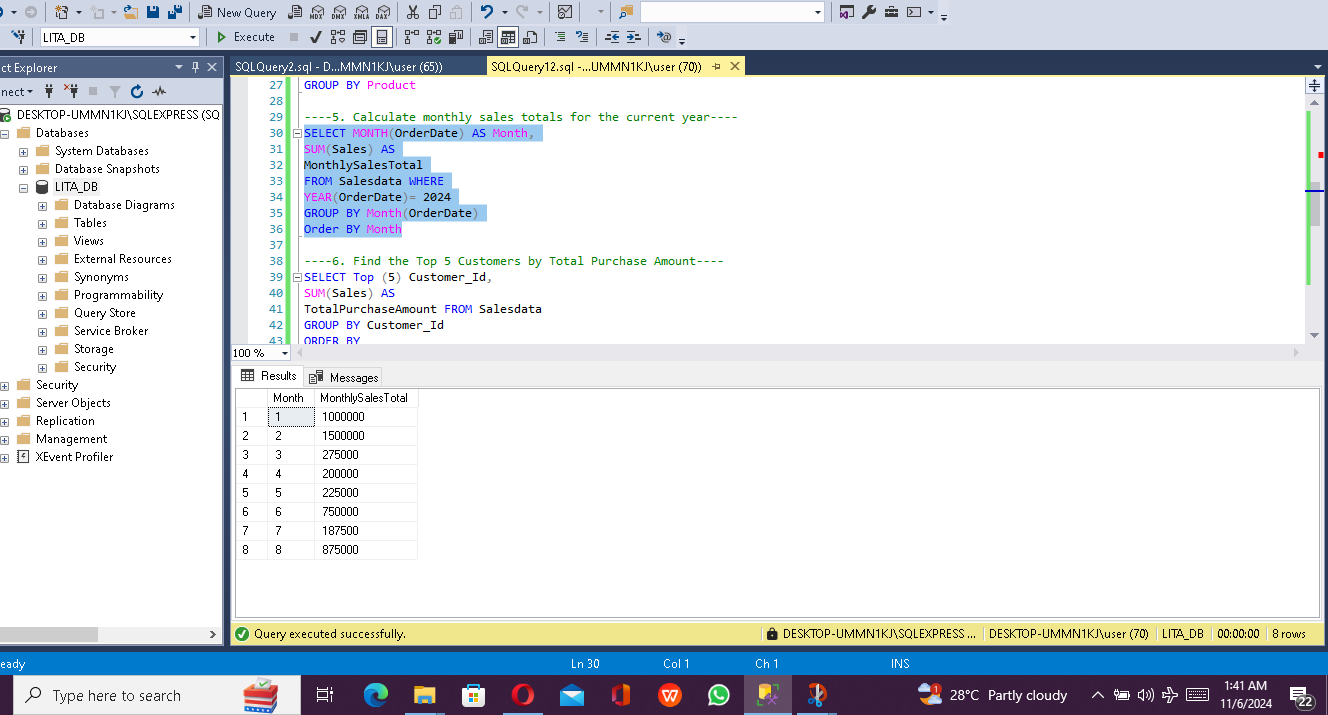 New Query
MDX DMX XMLA DAX
LITA_DB Execute
ct Explorer
SQLQuery2.sql - D...MMN1KJ\user (65))
SQLQuery12.sql -...UMMN1KJ\user (70))
nect
DESKTOP-UMMN1KJ\SQLEXPRESS (SQ
Databases
System Databases
Database Snapshots
LITA_DB
Database Diagrams
Tables
Views
External Resources
Synonyms
Programmability
Query Store
Service Broker
Storage
Security
Security
Server Objects
Replication
Management
XEvent Profiler
27 GROUP BY Product
28
29 ----5. Calculate monthly sales totals for the current year----
30 SELECT MONTH(OrderDate) AS Month,
31 SUM(Sales) AS
32 MonthlySalesTotal
33 FROM Salesdata WHERE
34 YEAR(OrderDate)= 2024
35 GROUP BY Month(OrderDate)
36 Order BY Month
37
38 ----6. Find the Top 5 Customers by Total Purchase Amount----
39 SELECT Top (5) Customer_Id,
40 SUM(Sales) AS
41 TotalPurchaseAmount FROM Salesdata
42 GROUP BY Customer_Id
43 ORDER BY
100 %
Results Messages
Month MonthlySalesTotal
1 1 1000000
2 2 1500000
3 3 275000
4 4 200000
5 5 225000
6 6 750000
7 7 187500
8 8 875000
Query executed successfully.
DESKTOP-UMMN1KJ\SQLEXPRESS ... DESKTOP-UMMN1KJ\user (70) LITA_DB 00:00:00 8 rows
eady Ln 30 Col 1 Ch 1 INS
Type here to search
28°C Partly cloudy
1:41 AM
11/6/2024
22